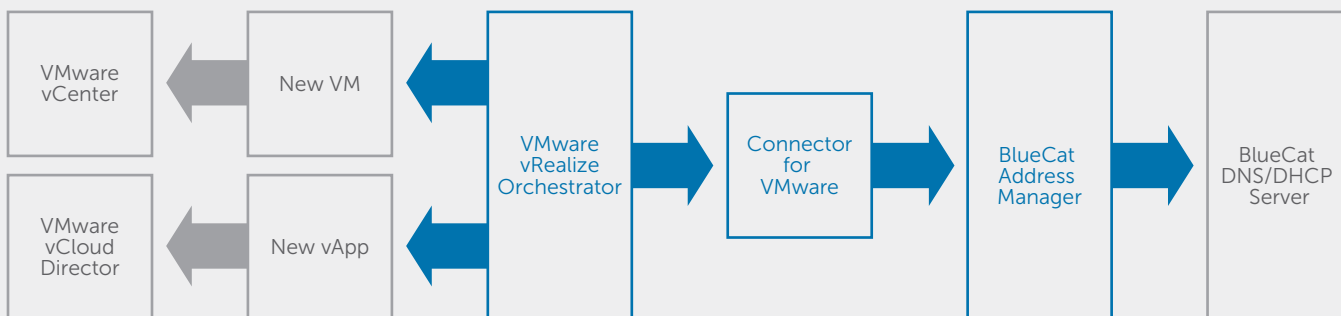 VMware
vCenter
New VM
VMware
vCloud
Director
New vApp
VMware
vRealize
Orchestrator
Connector
for
VMware
BlueCat
Address
Manager
BlueCat
DNS/DHCP
Server